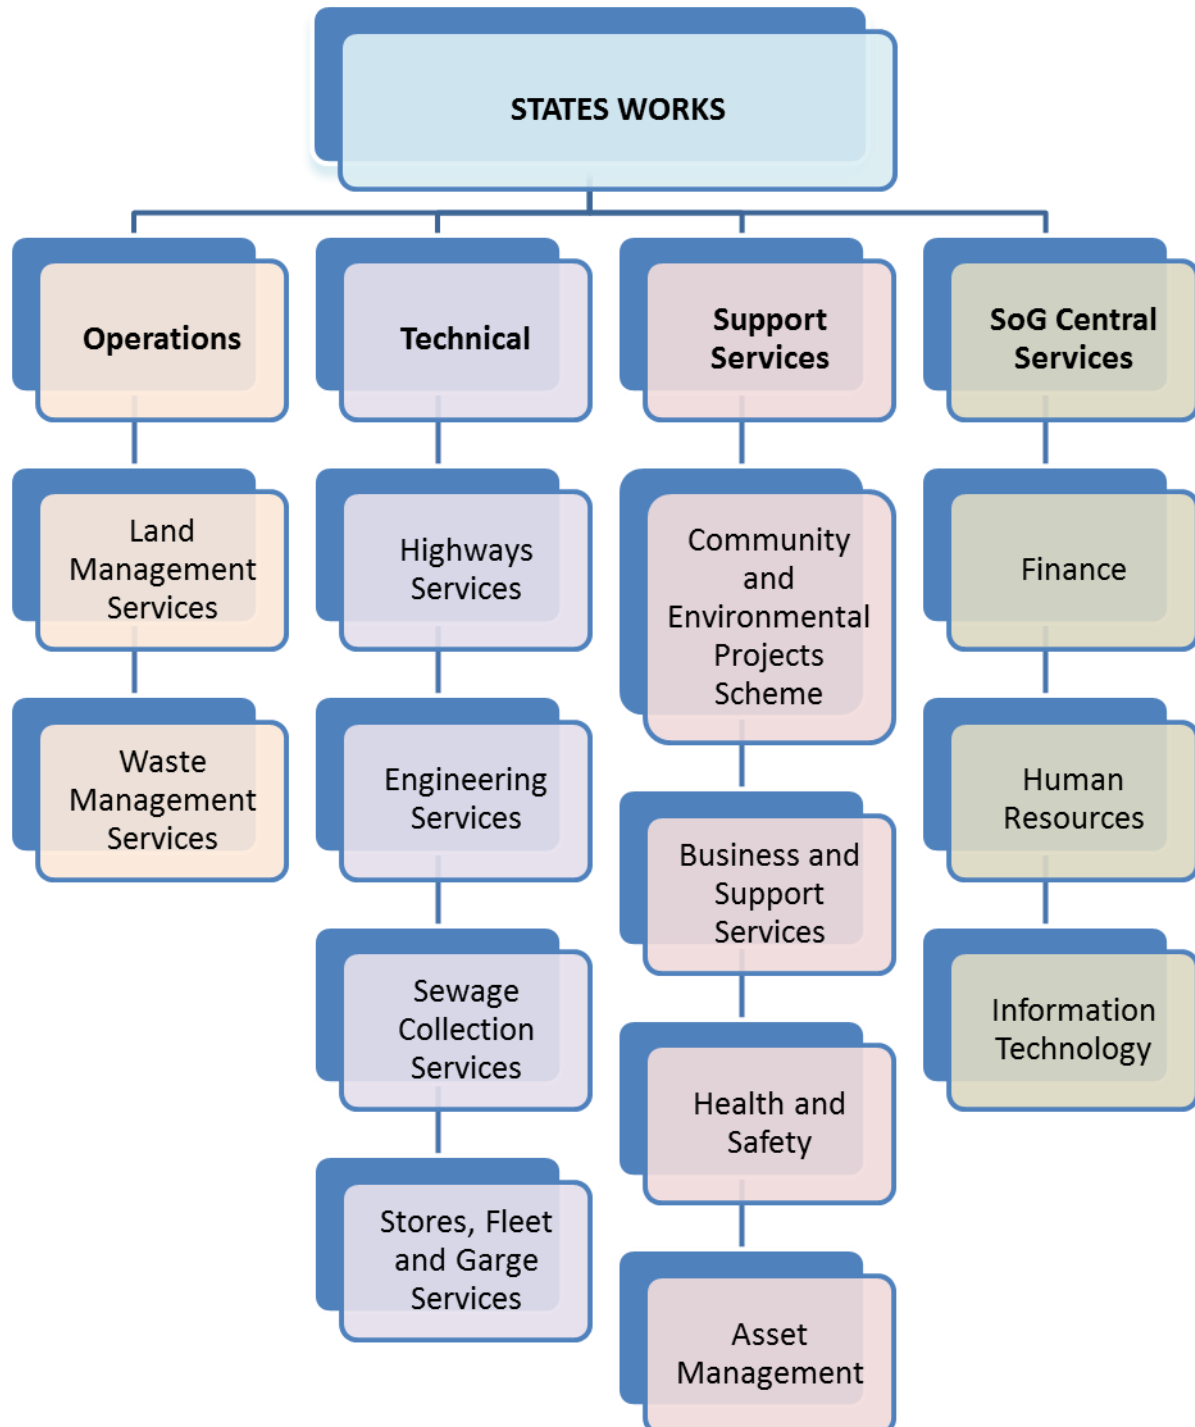 STATES WORKS
Operations
Technical
Support
Services
SoG Central
Services
Land
Management
Services
Waste
Management
Services
Highways
Services
Engineering
Services
Sewage
Collection
Services
Stores, Fleet
and Garge
Services
Community
and
Environmental
Projects
Scheme
Business and
Support
Services
Health and
Safety
Asset
Management
Finance
Human
Resources
Information
Technology